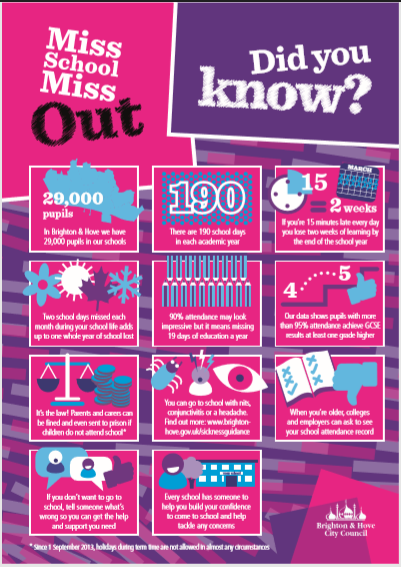 Miss
School
Miss
Out
Did you
know?
29,000
pupils
In Brighton & Hove we have
29,000 pupils in our schools
190
There are 190 school days
in each academic year
MARCH
15
= 2 weeks
If you're 15 minutes late every day
you lose two weeks of learning by
the end of the school year
Two school days missed each
month during your school life adds
up to one whole year of school lost
90% attendance may look
impressive but it means missing
19 days of education a year
4
5
Our data shows pupils with more
than 95% attendance achieve GCSE
results at least one grade higher
It's the law! Parents and carers can
be fined and even sent to prison if
children do not attend school*
You can go to school with nits,
conjunctivitis or a headache.
Find out more: www.brighton-
hove.gov.uk/sicknessguidance
When you're older, colleges
and employers can ask to see
your school attendance record
If you don't want to go to
school, tell someone what's
wrong so you can get the help
and support you need
Every school has someone to
help you build your confidence
to come to school and help
tackle any concerns
Brighton & Hove
City Council
* Since 1 September 2013, holidays during term time are not allowed in almost any circumstances